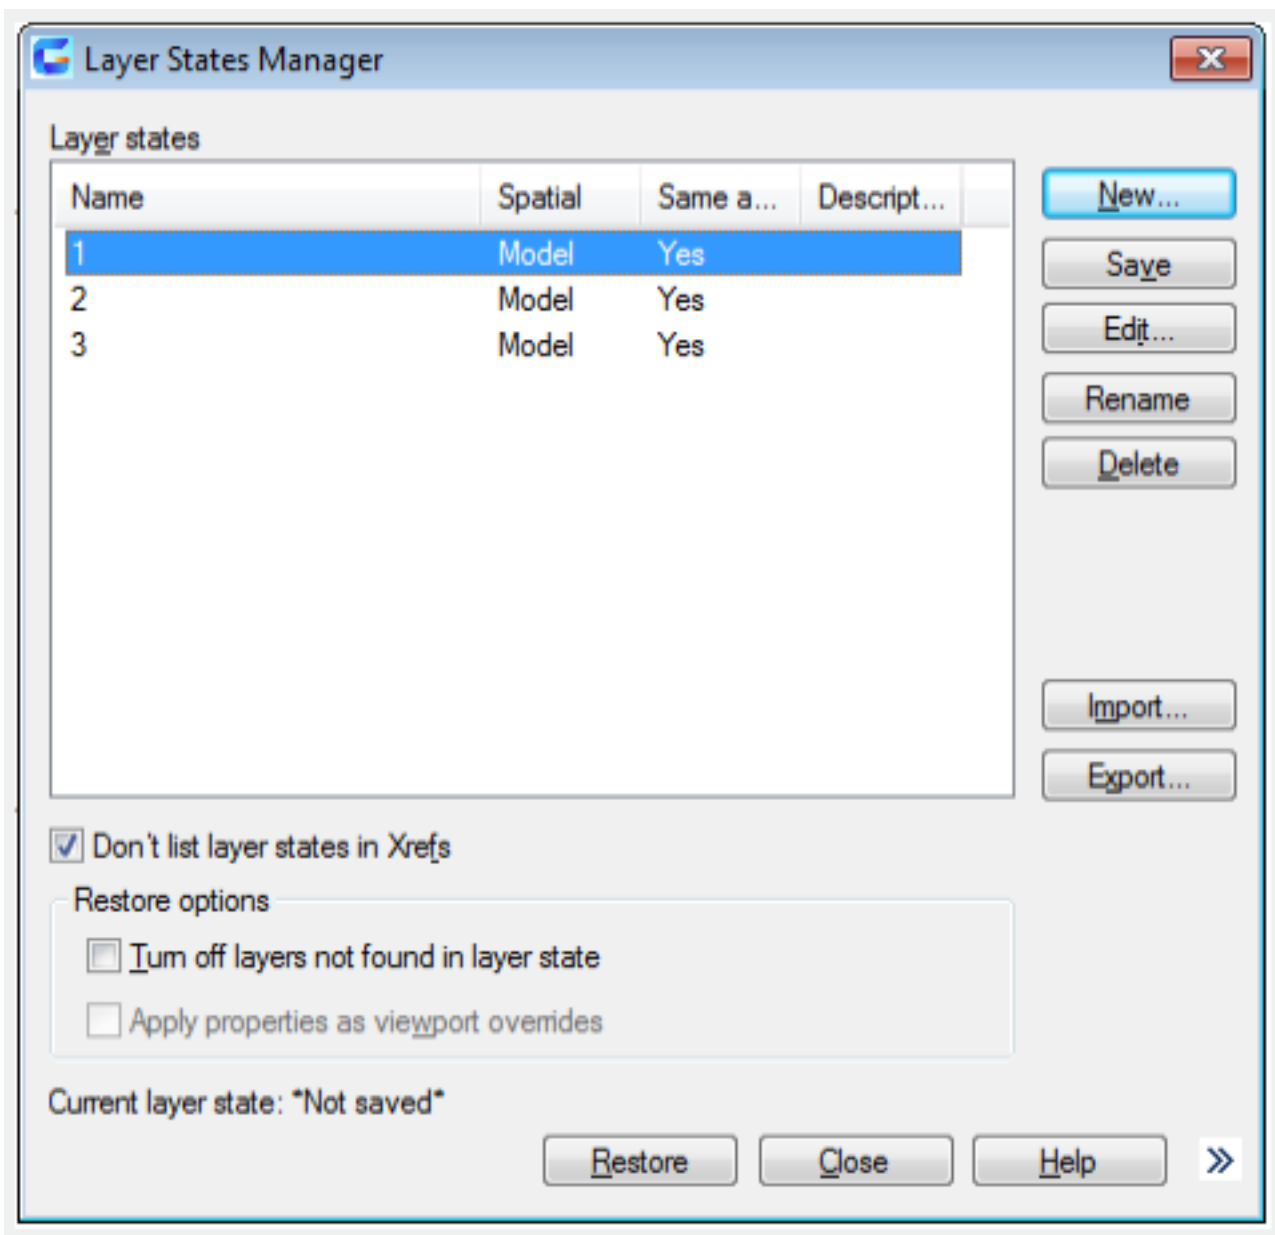 Layer States Manager
Layer states
Name Spatial Same a... Descript...
1 Model Yes
2 Model Yes
3 Model Yes
New...
Save
Edit...
Rename
Delete
Import...
Export...
Don't list layer states in Xrefs
Restore options
Turn off layers not found in layer state
Apply properties as viewport overrides
Current layer state: *Not saved*
Restore Close Help